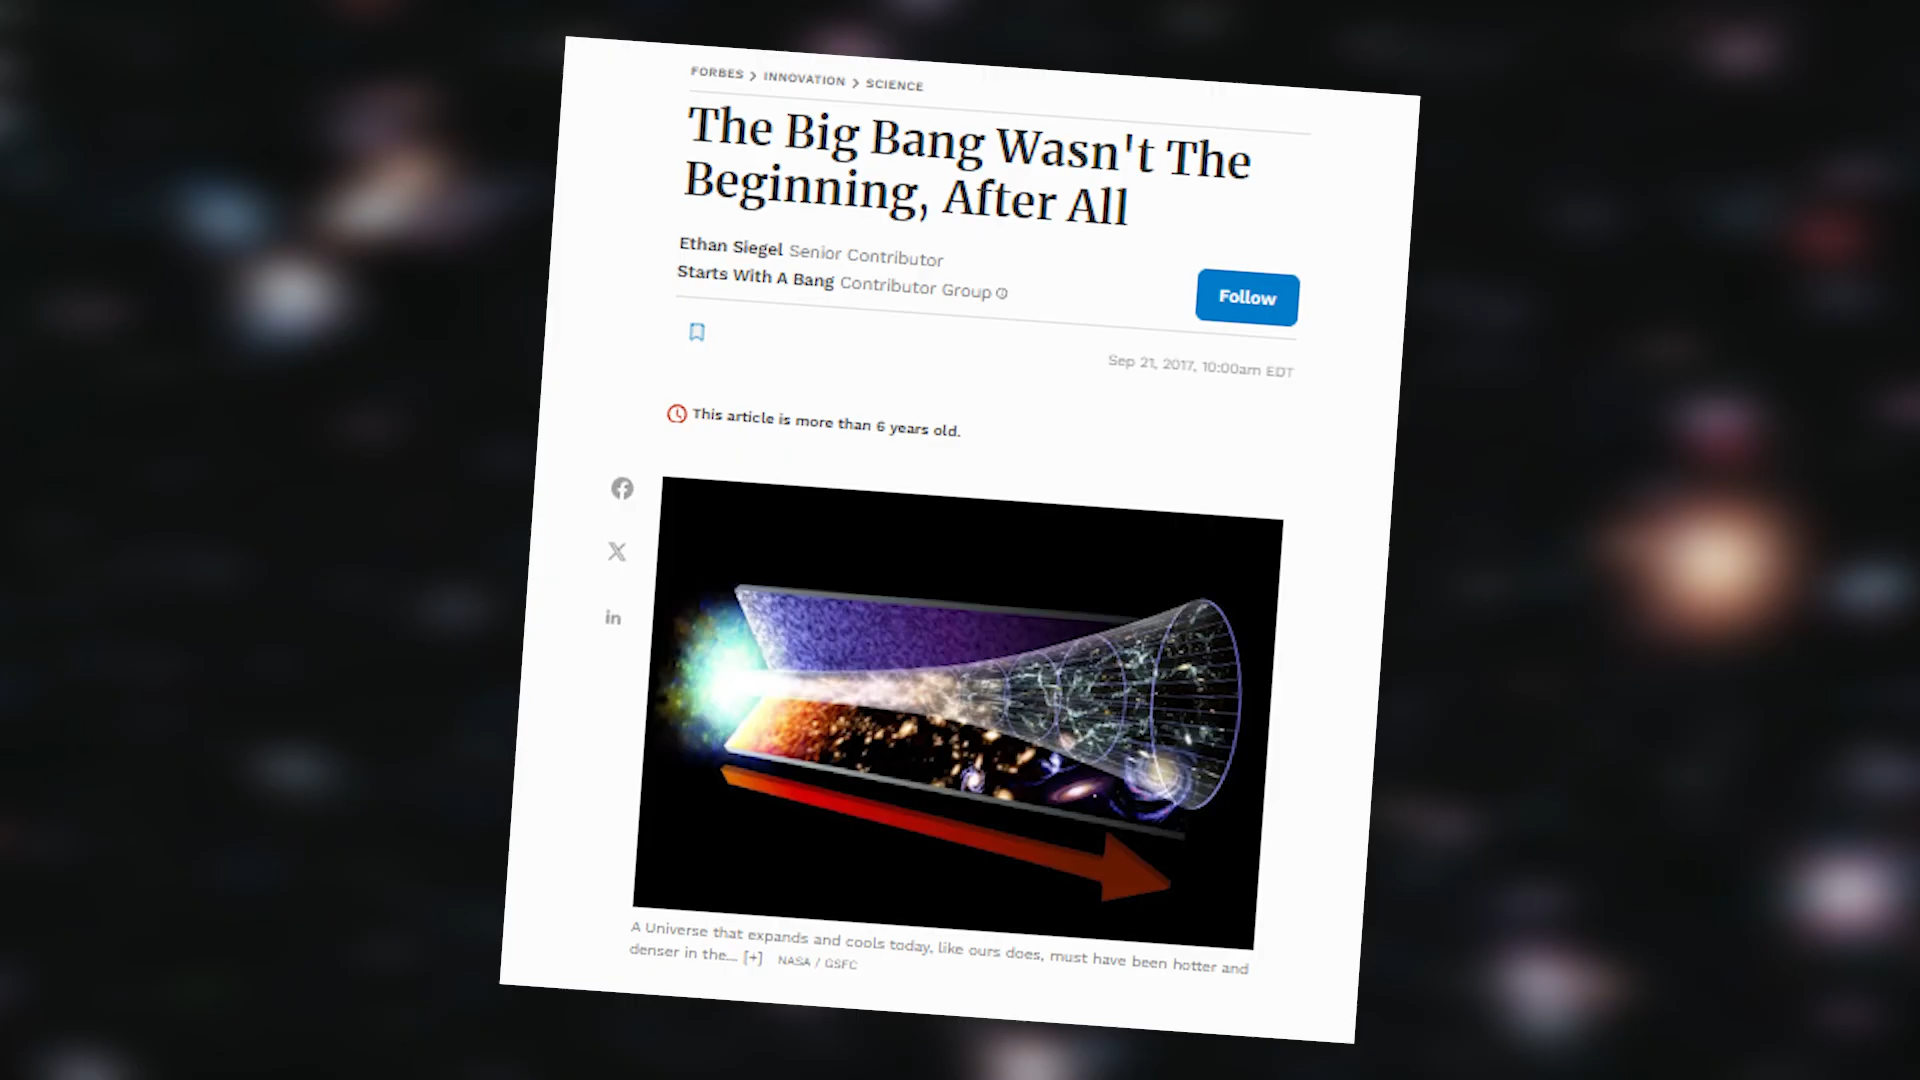 FORBES > INNOVATION > SCIENCE
The Big Bang Wasn't The
Beginning, After All
Ethan Siegel Senior Contributor
Starts With A Bang Contributor Group
Follow
Sep 21, 2017, 10:00am EDT
This article is more than 6 years old.
A Universe that expands and cools today, like ours does, must have been hotter and
denser in the... [+] NASA / GSFC